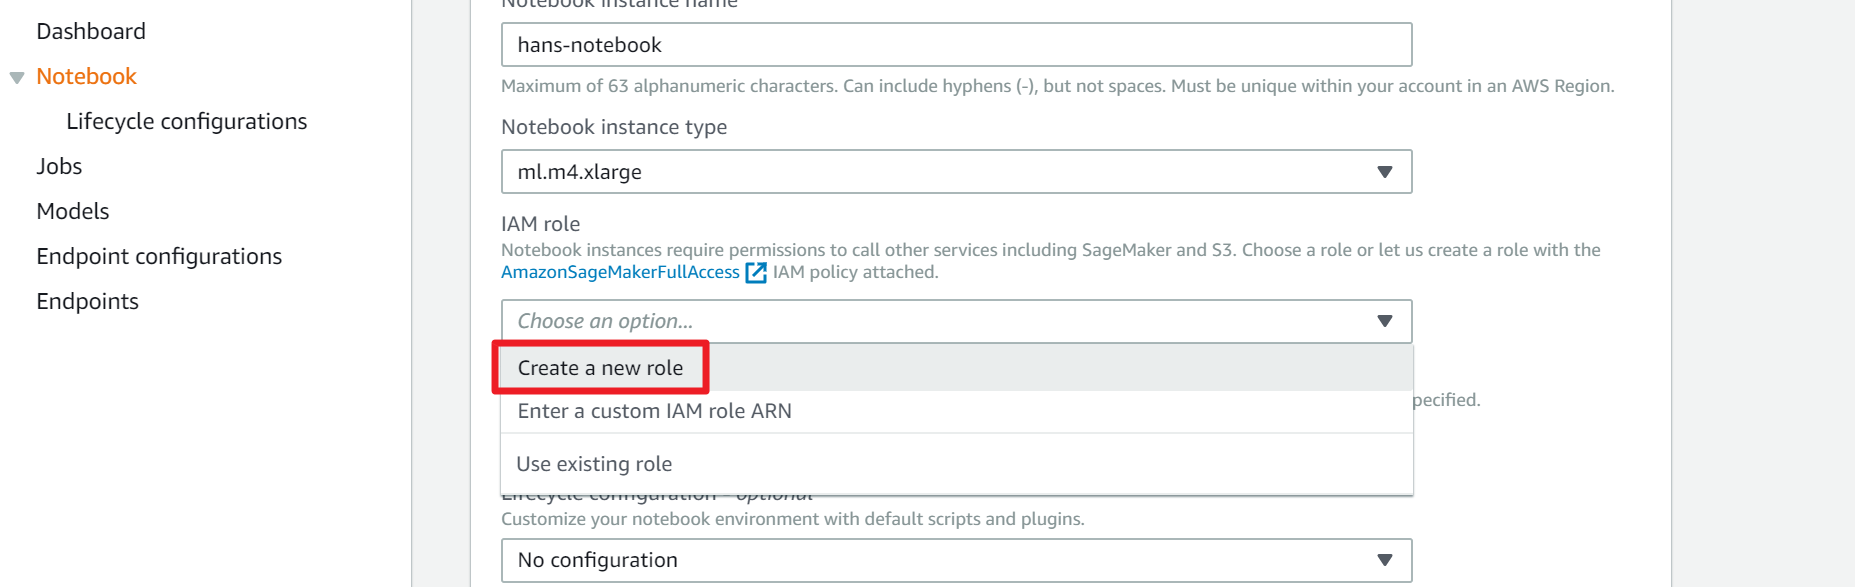 Dashboard
Notebook
Lifecycle configurations
Jobs
Models
Endpoint configurations
Endpoints
Notebook instance name
hans-notebook
Maximum of 63 alphanumeric characters. Can include hyphens (-), but not spaces. Must be unique within your account in an AWS Region.
Notebook instance type
ml.m4.xlarge
IAM role
Notebook instances require permissions to call other services including SageMaker and S3. Choose a role or let us create a role with the
AmazonSageMakerFullAccess IAM policy attached.
Choose an option...
Create a new role
Enter a custom IAM role ARN
pecified.
Use existing role
Lifecycle configuration - optional
Customize your notebook environment with default scripts and plugins.
No configuration